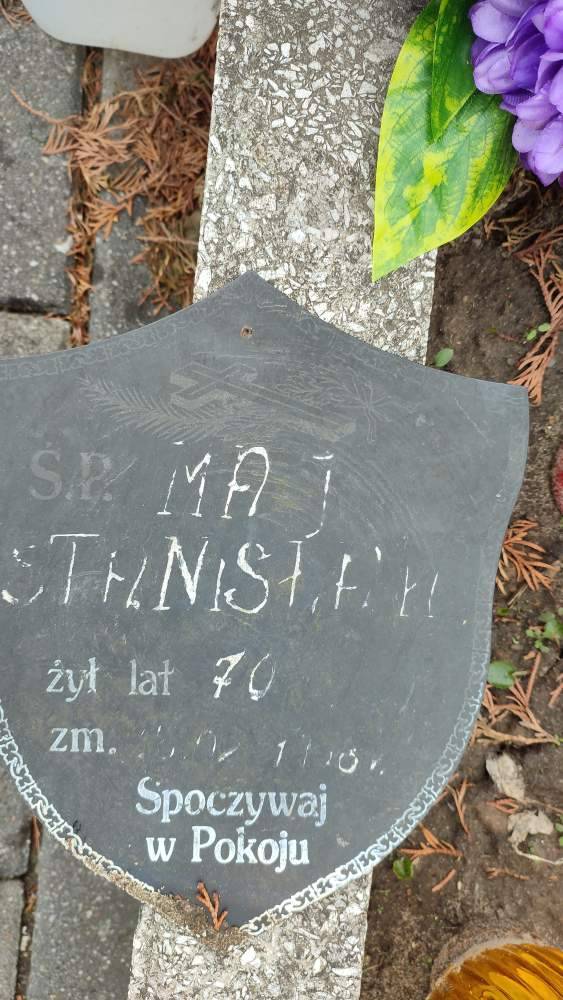 Ś.P. MAJ
STANISŁAW
żył lat 70
zm.
Spoczywaj
w Pokoju